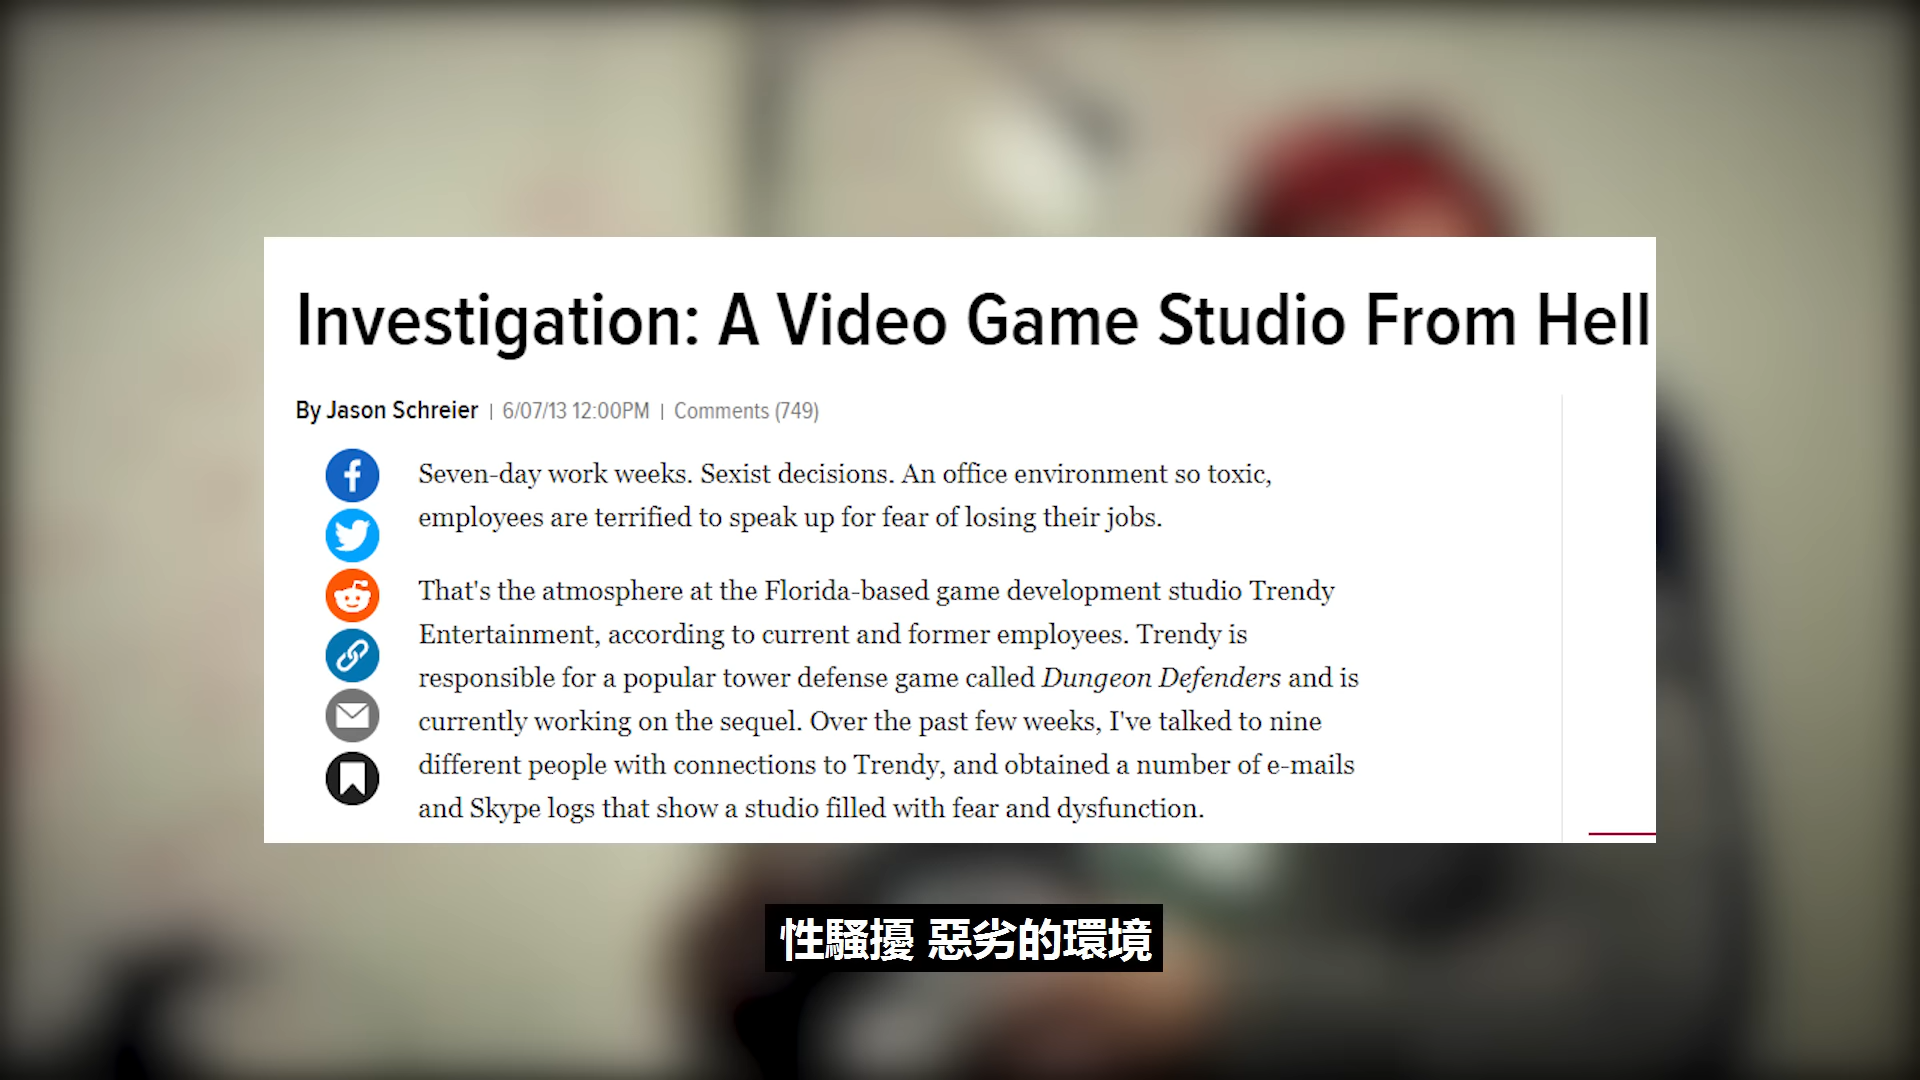 Investigation: A Video Game Studio From Hell
By Jason Schreier | 6/07/13 12:00PM | Comments (749)
Seven-day work weeks. Sexist decisions. An office environment so toxic,
employees are terrified to speak up for fear of losing their jobs.
That's the atmosphere at the Florida-based game development studio Trendy
Entertainment, according to current and former employees. Trendy is
responsible for a popular tower defense game called Dungeon Defenders and is
currently working on the sequel. Over the past few weeks, I've talked to nine
different people with connections to Trendy, and obtained a number of e-mails
and Skype logs that show a studio filled with fear and dysfunction.
性騷擾 惡劣的環境